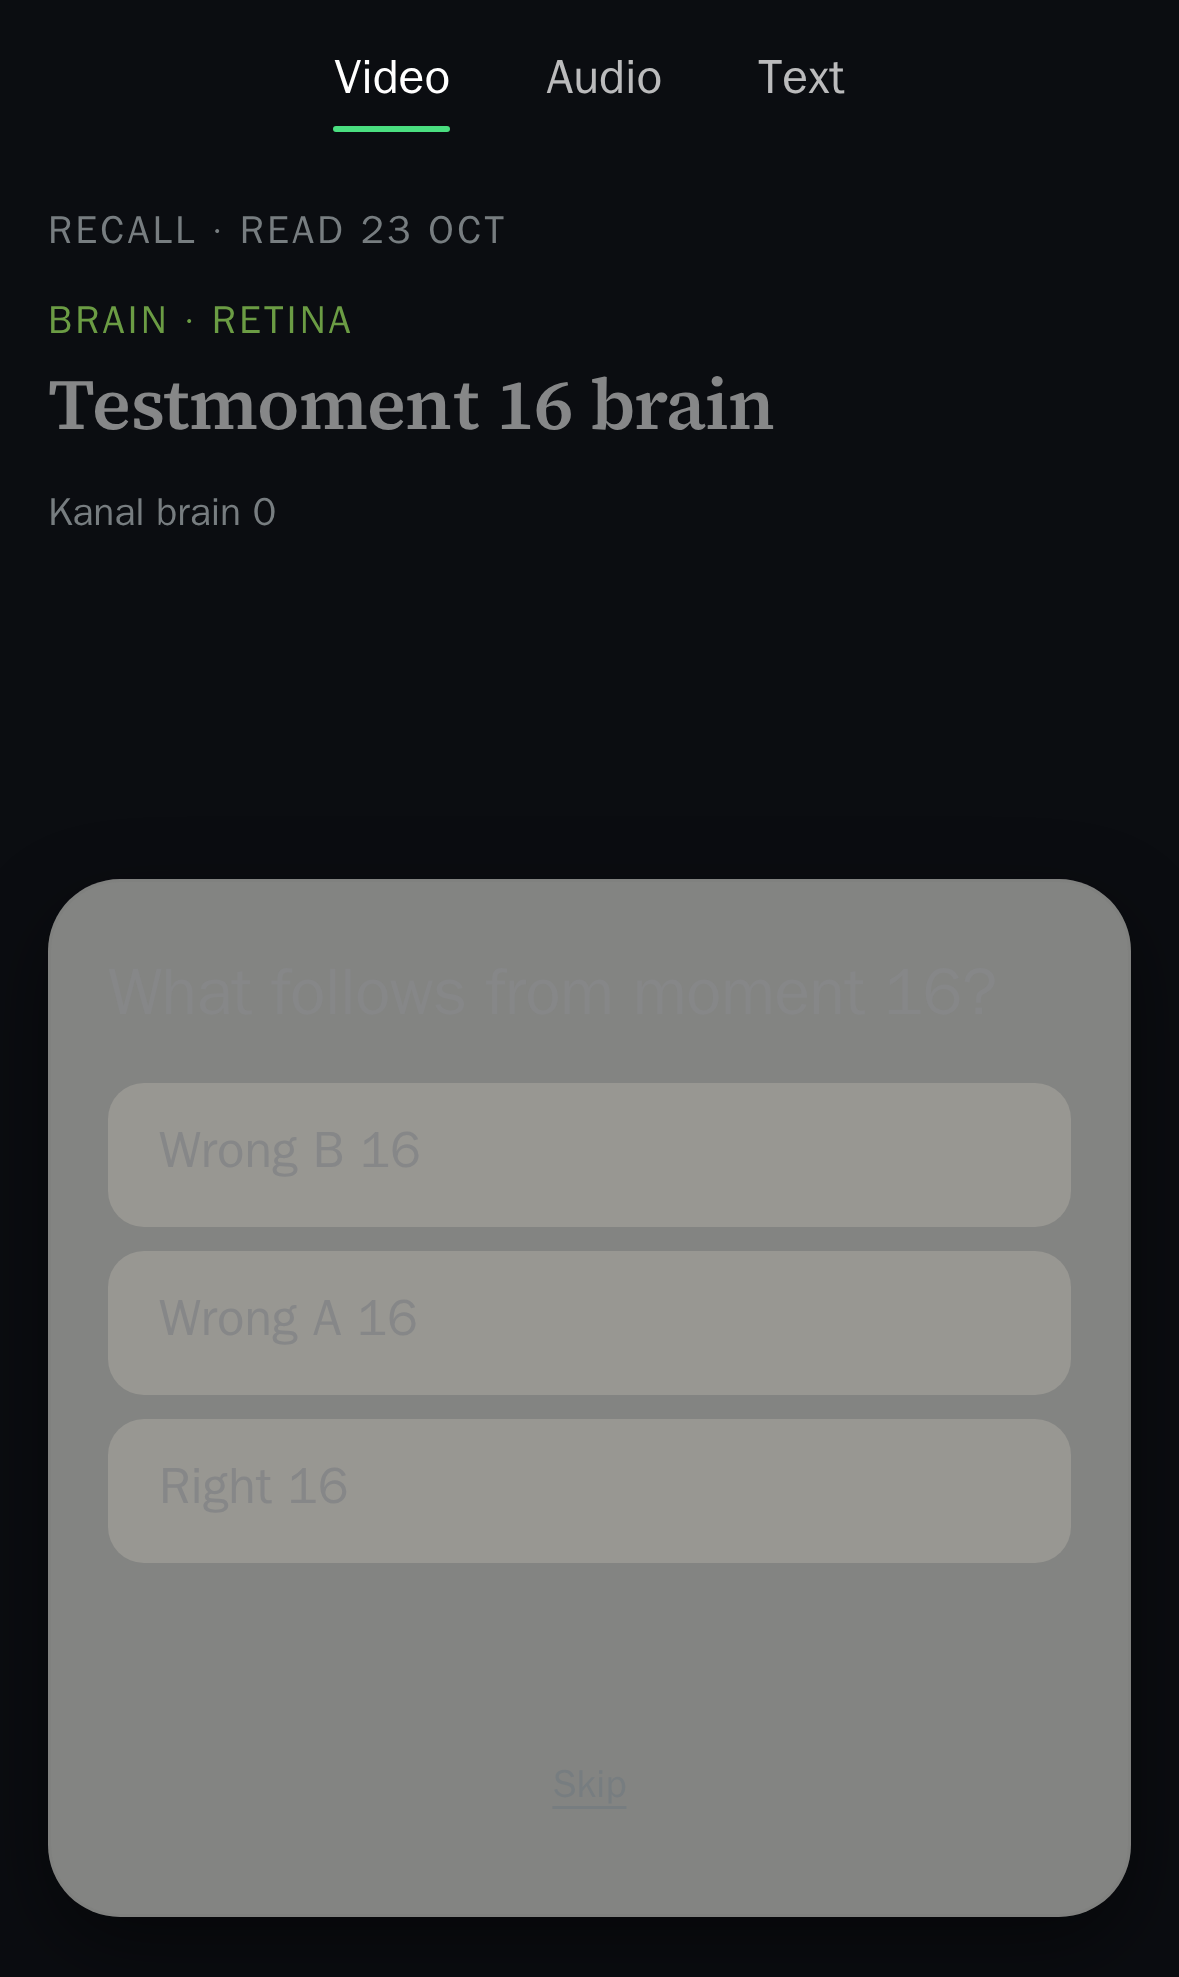 Video Audio Text
RECALL · READ 23 OCT
BRAIN · RETINA
Testmoment 16 brain
Kanal brain 0
What follows from moment 16?
Wrong B 16
Wrong A 16
Right 16
Skip